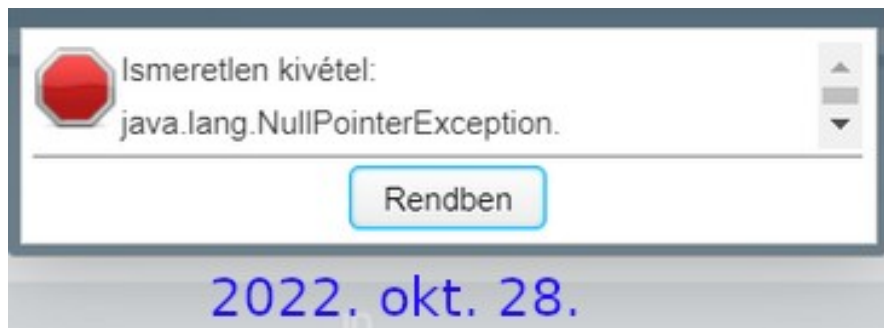 Ismeretlen kivétel:
java.lang.NullPointerException.
Rendben
2022. okt. 28.